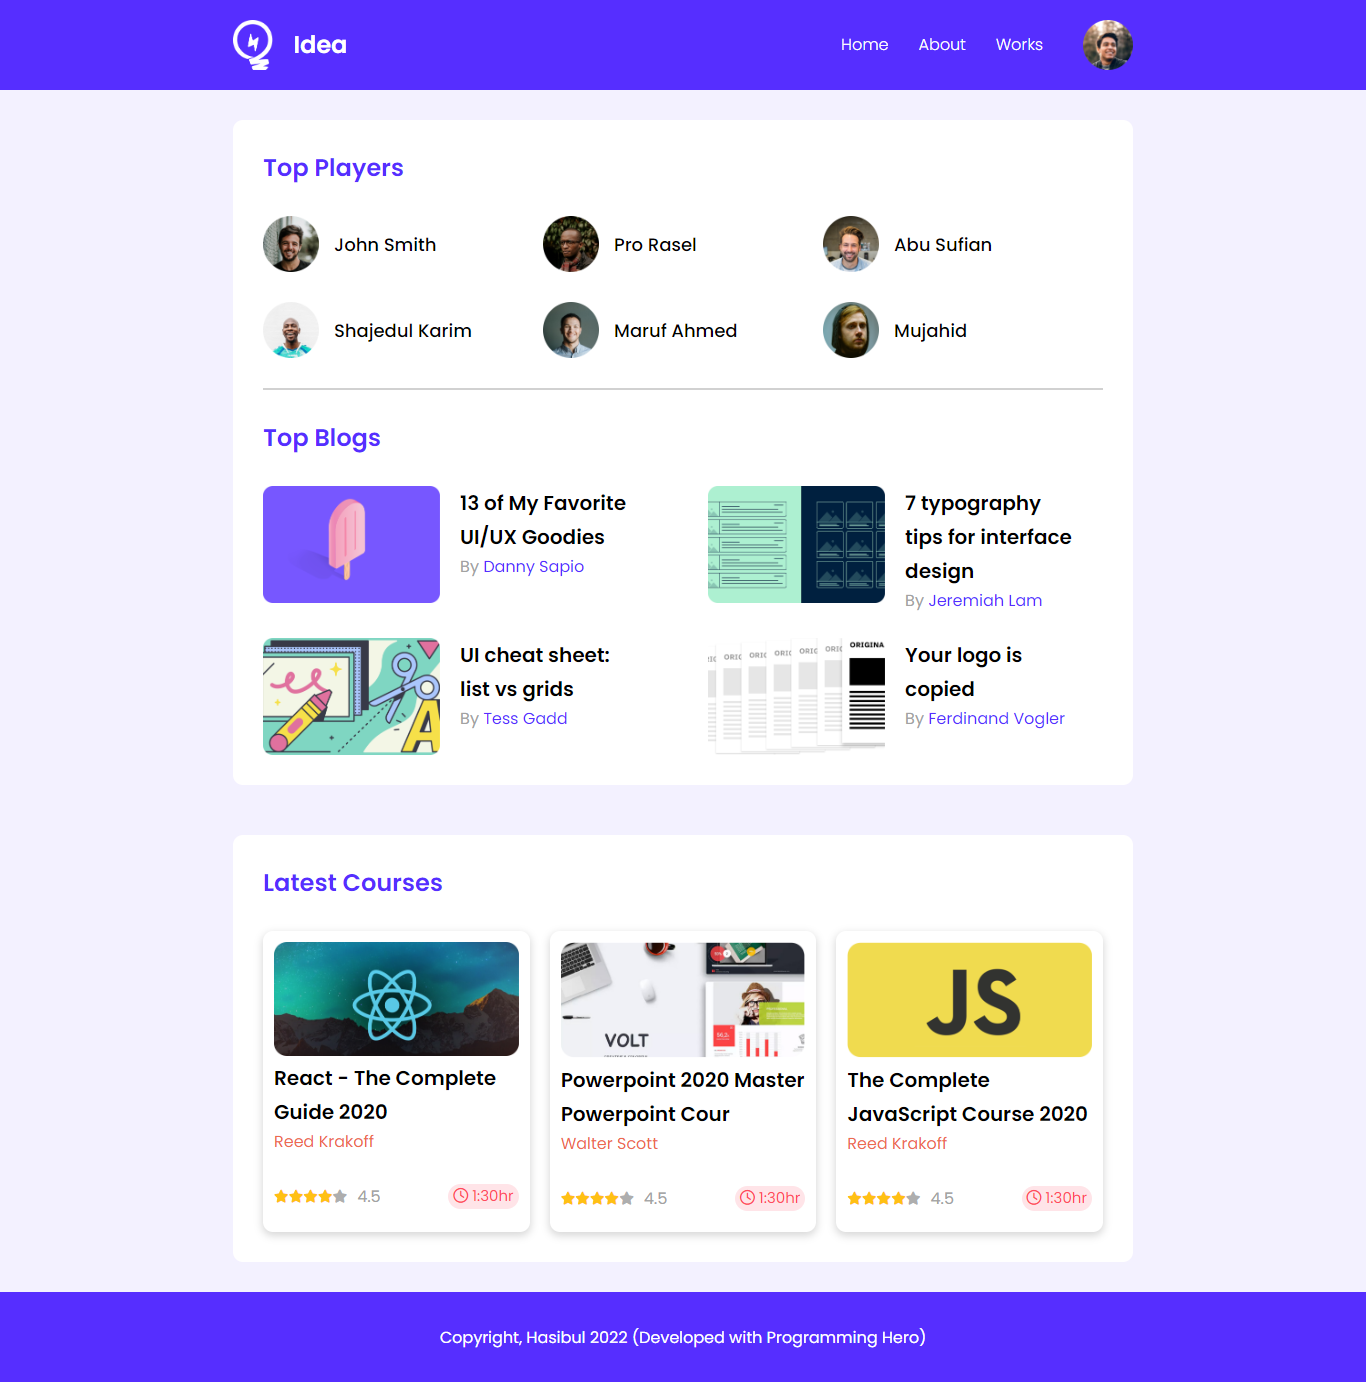 Idea
Home
About
Works
Top Players
John Smith
Pro Rasel
Abu Sufian
Shajedul Karim
Maruf Ahmed
Mujahid
Top Blogs
13 of My Favorite
UI/UX Goodies
By Danny Sapio
7 typography
tips for interface
design
By Jeremiah Lam
UI cheat sheet:
list vs grids
By Tess Gadd
ORIGINA
Your logo is
copied
By Ferdinand Vogler
Latest Courses
React - The Complete
Guide 2020
Reed Krakoff
4.5
1:30hr
VOLT
Powerpoint 2020 Master
Powerpoint Cour
Walter Scott
4.5
1:30hr
JS
The Complete
JavaScript Course 2020
Reed Krakoff
4.5
1:30hr
Copyright, Hasibul 2022 (Developed with Programming Hero)